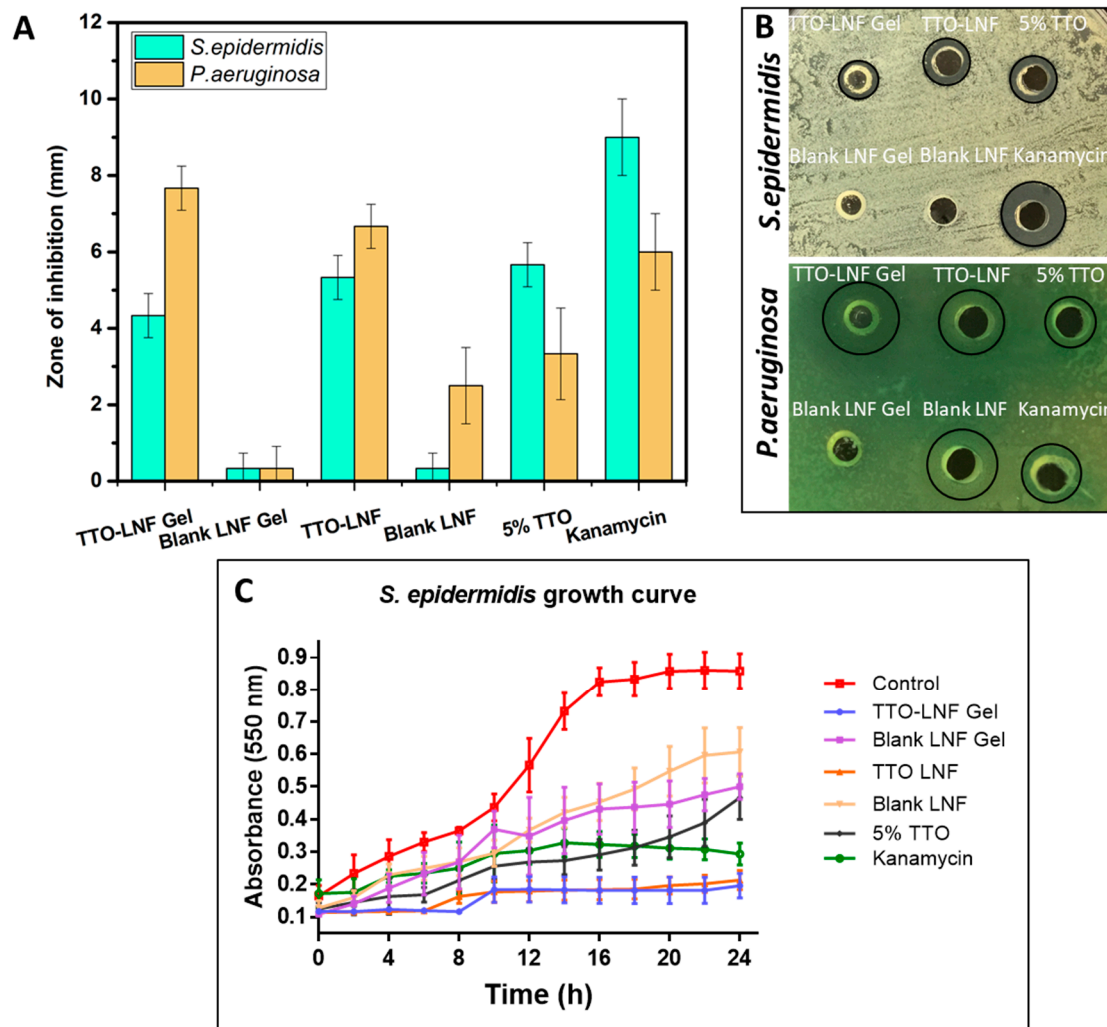 A
Zone of inhibition (mm)
12
10
8
6
4
2
0
S.epidermidis
P.aeruginosa
TTO-LNF Gel
Blank LNF Gel
TTO-LNF
Blank LNF
5% TTO
Kanamycin
B
S.epidermidis
TTO-LNF Gel TTO-LNF 5% TTO
Blank LNF Gel Blank LNF Kanamycin
P.aeruginosa
TTO-LNF Gel TTO-LNF 5% TTO
Blank LNF Gel Blank LNF Kanamycin
C
S. epidermidis growth curve
Absorbance (550 nm)
0.9
0.8
0.7
0.6
0.5
0.4
0.3
0.2
0.1
0 4 8 12 16 20 24
Time (h)
Control
TTO-LNF Gel
Blank LNF Gel
TTO LNF
Blank LNF
5% TTO
Kanamycin